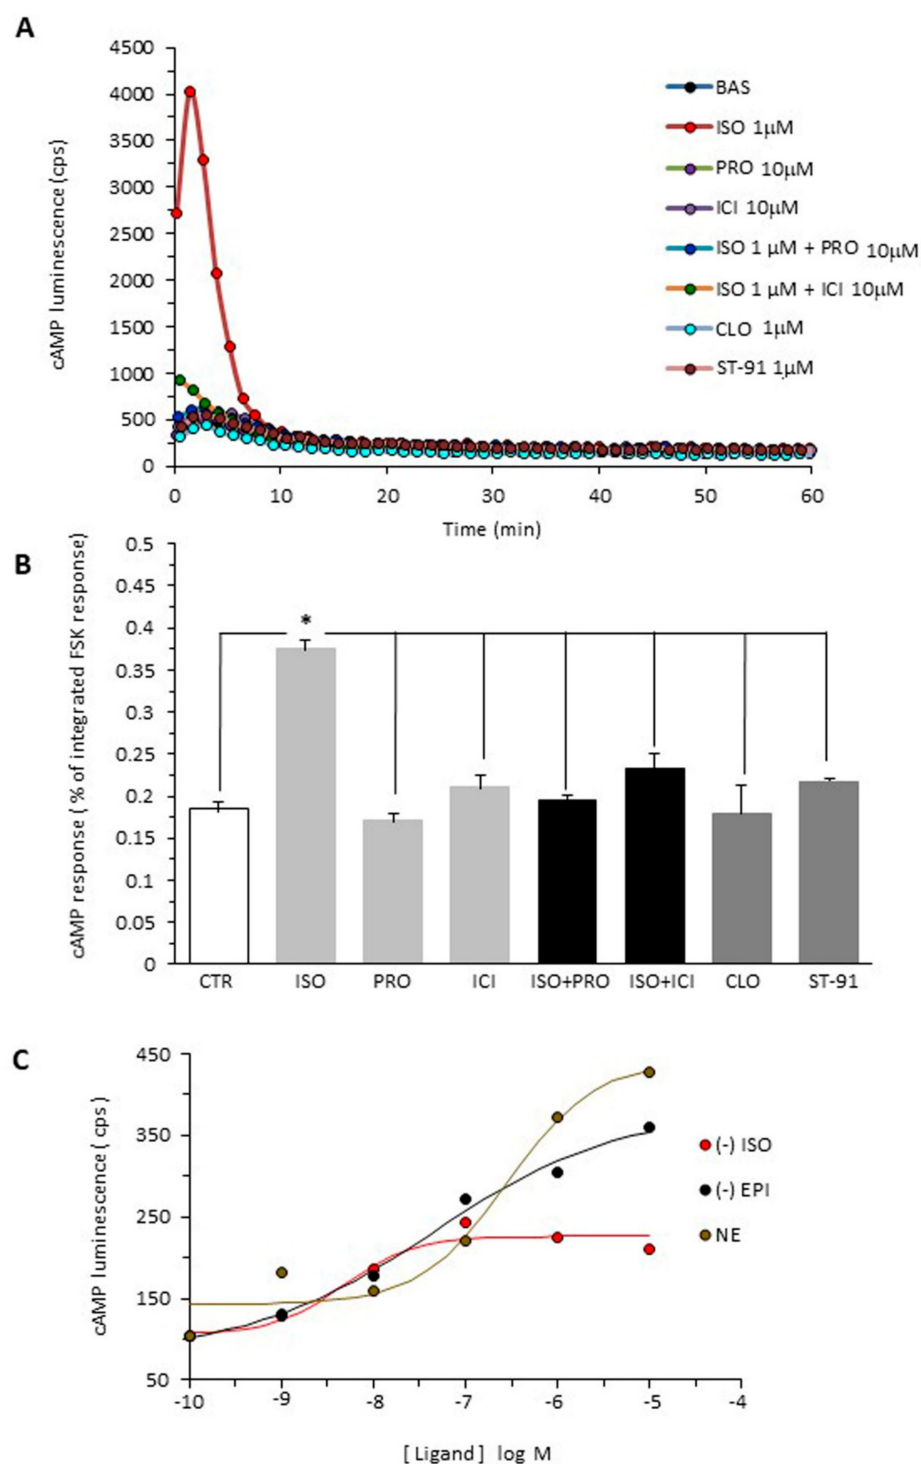 A
4500
4000
3500
3000
2500
2000
1500
1000
500
0
cAMP luminescence (cps)
0 10 20 30 40 50 60
Time (min)
BAS
ISO 1μM
PRO 10μM
ICI 10μM
ISO 1 μM + PRO 10μM
ISO 1 μM + ICI 10μM
CLO 1μM
ST-91 1μM
B
0.5
0.45
0.4
0.35
0.3
0.25
0.2
0.15
0.1
0.05
0
cAMP response ( % of integrated FSK response)
*
CTR ISO PRO ICI ISO+PRO ISO+ICI CLO ST-91
C
450
350
250
150
50
cAMP luminescence ( cps )
-10 -9 -8 -7 -6 -5 -4
[ Ligand ] log M
(-) ISO
(-) EPI
NE